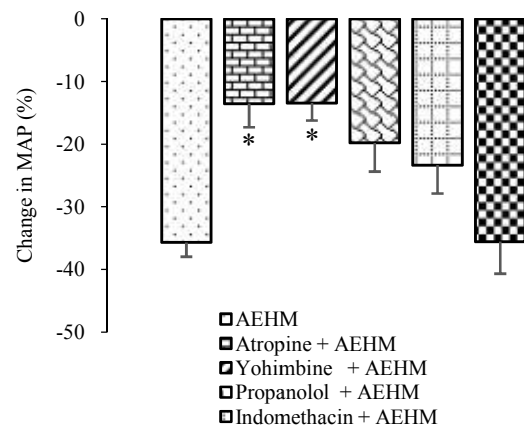 0
-10
-20
-30
-40
-50
Change in MAP (%)
* *
AEHM
Atropine + AEHM
Yohimbine + AEHM
Propanolol + AEHM
Indomethacin + AEHM